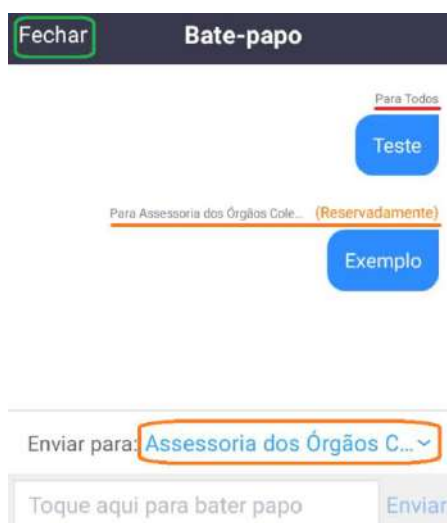 Fechar Bate-papo
Para Todos
Teste
Para Assessoria dos Órgãos Cole... (Reservadamente)
Exemplo
Enviar para: Assessoria dos Órgãos C...
Toque aqui para bater papo Enviar